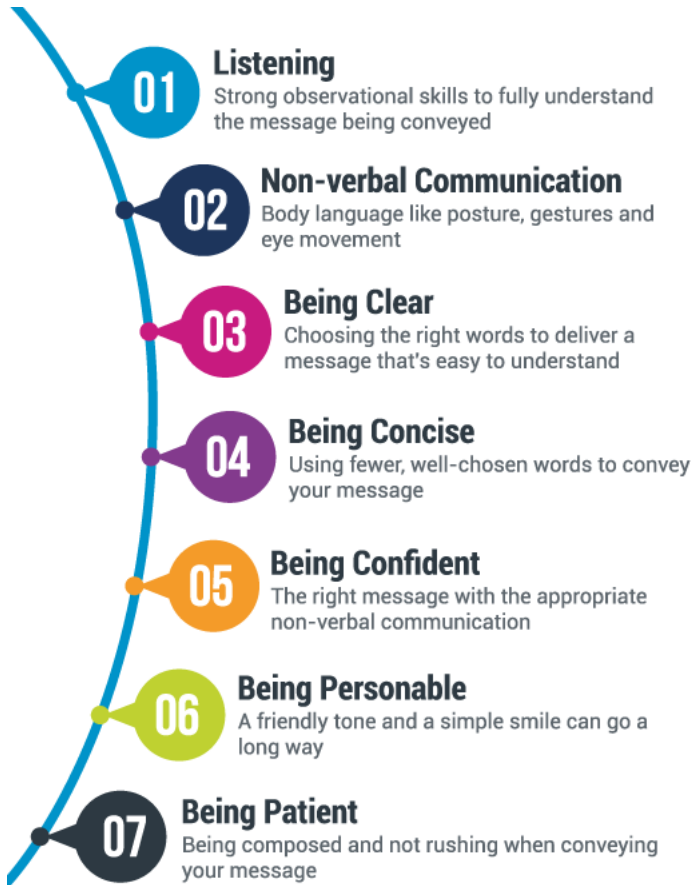 01
Listening
Strong observational skills to fully understand
the message being conveyed
02
Non-verbal Communication
Body language like posture, gestures and
eye movement
03
Being Clear
Choosing the right words to deliver a
message that's easy to understand
04
Being Concise
Using fewer, well-chosen words to convey
your message
05
Being Confident
The right message with the appropriate
non-verbal communication
06
Being Personable
A friendly tone and a simple smile can go a
long way
07
Being Patient
Being composed and not rushing when conveying
your message